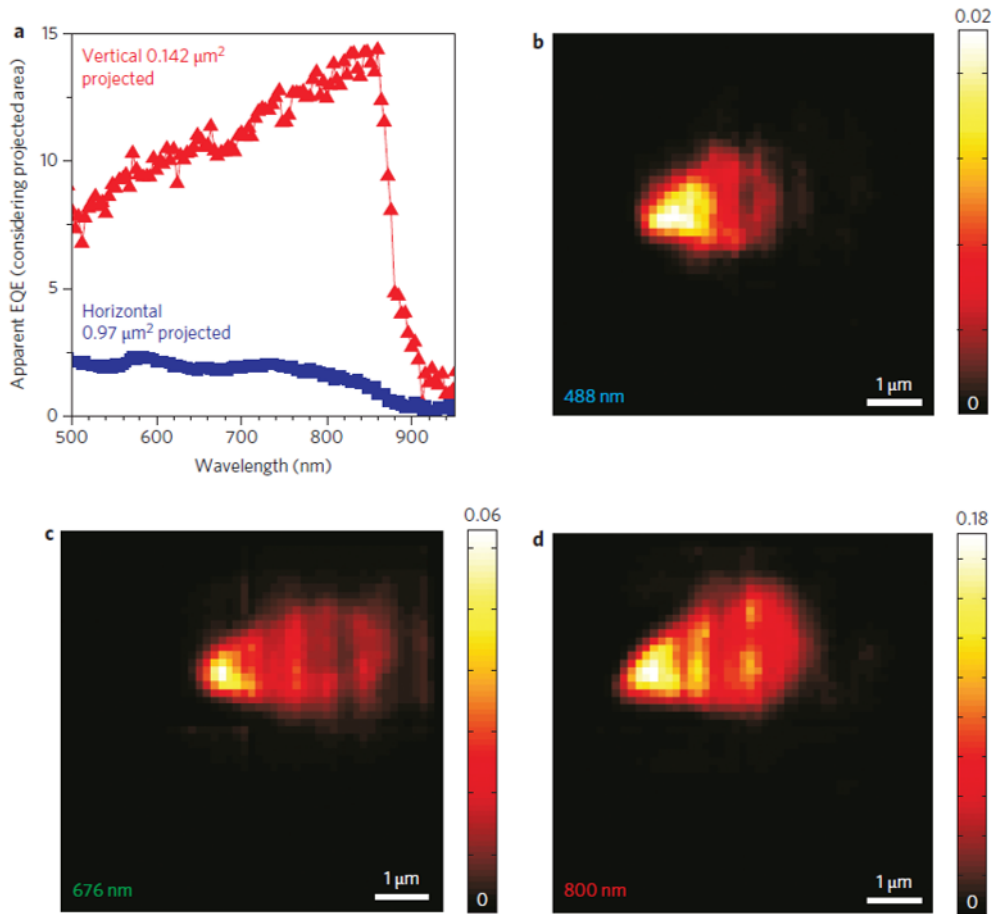 a
15
10
5
0
Apparent EQE (considering projected area)
Vertical 0.142 μm²
projected
Horizontal
0.97 μm² projected
500
600
700
800
900
Wavelength (nm)
b
488 nm
1 μm
0.02
0
c
676 nm
1 μm
0.06
0
d
800 nm
1 μm
0.18
0